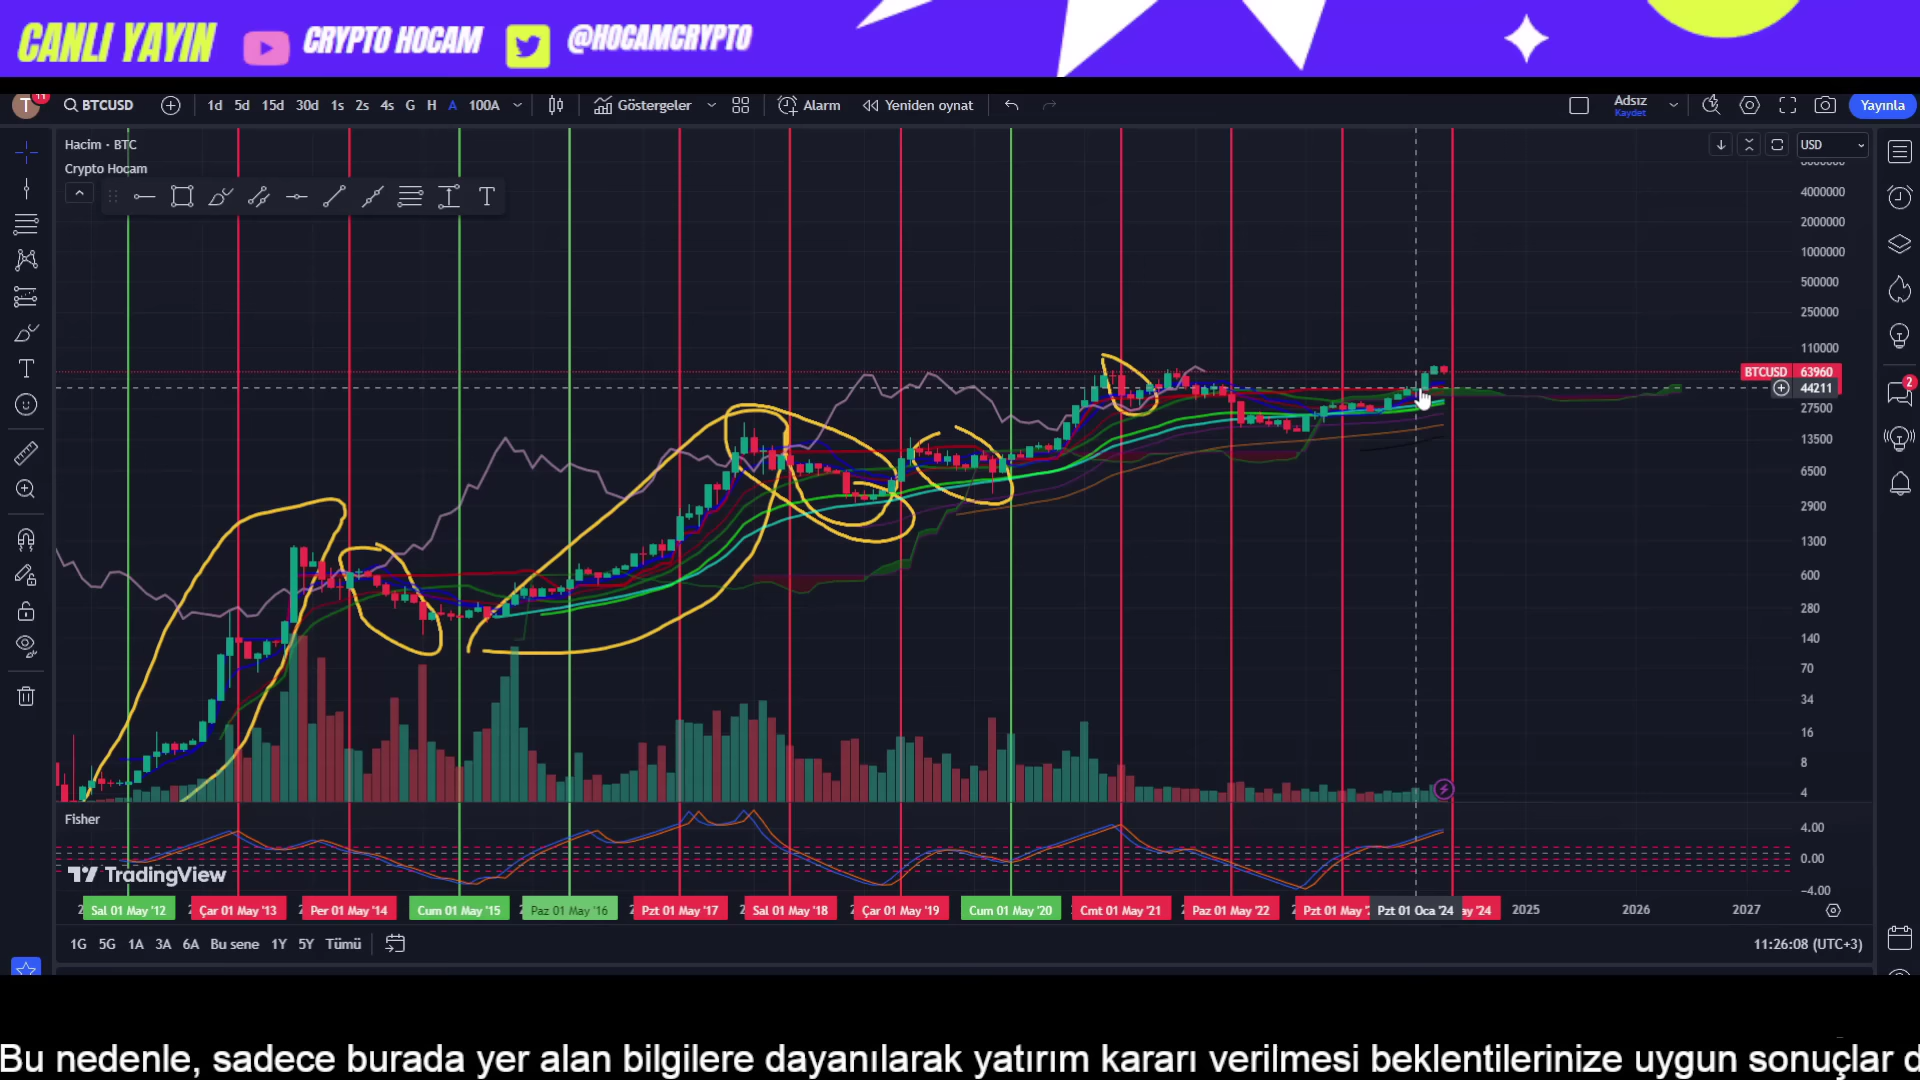 CANLI YAYIN CRYPTO HOCAM @HOCAMCRYPTO
T 11 BTCUSD 1d 5d 15d 30d 1s 2s 4s G H A 100A Göstergeler Alarm Yeniden oynat Adsız Kaydet Yayınla
Hacim · BTC
Crypto Hocam
USD
4000000
2000000
1000000
500000
250000
110000
BTCUSD 63960
44211
27500
13500
6500
2900
1300
600
280
140
70
34
16
8
4
2
Fisher
4.00
0.00
−4.00
TradingView
Sal 01 May '12 Çar 01 May '13 Per 01 May '14 Cum 01 May '15 Paz 01 May '16 Pzt 01 May '17 Sal 01 May '18 Çar 01 May '19 Cum 01 May '20 Cmt 01 May '21 Paz 01 May '22 Pzt 01 May Pzt 01 Oca '24 '24 2025 2026 2027
1G 5G 1A 3A 6A Bu sene 1Y 5Y Tümü 11:26:08 (UTC+3)
Bu nedenle, sadece burada yer alan bilgilere dayanılarak yatırım kararı verilmesi beklentilerinize uygun sonuçlar